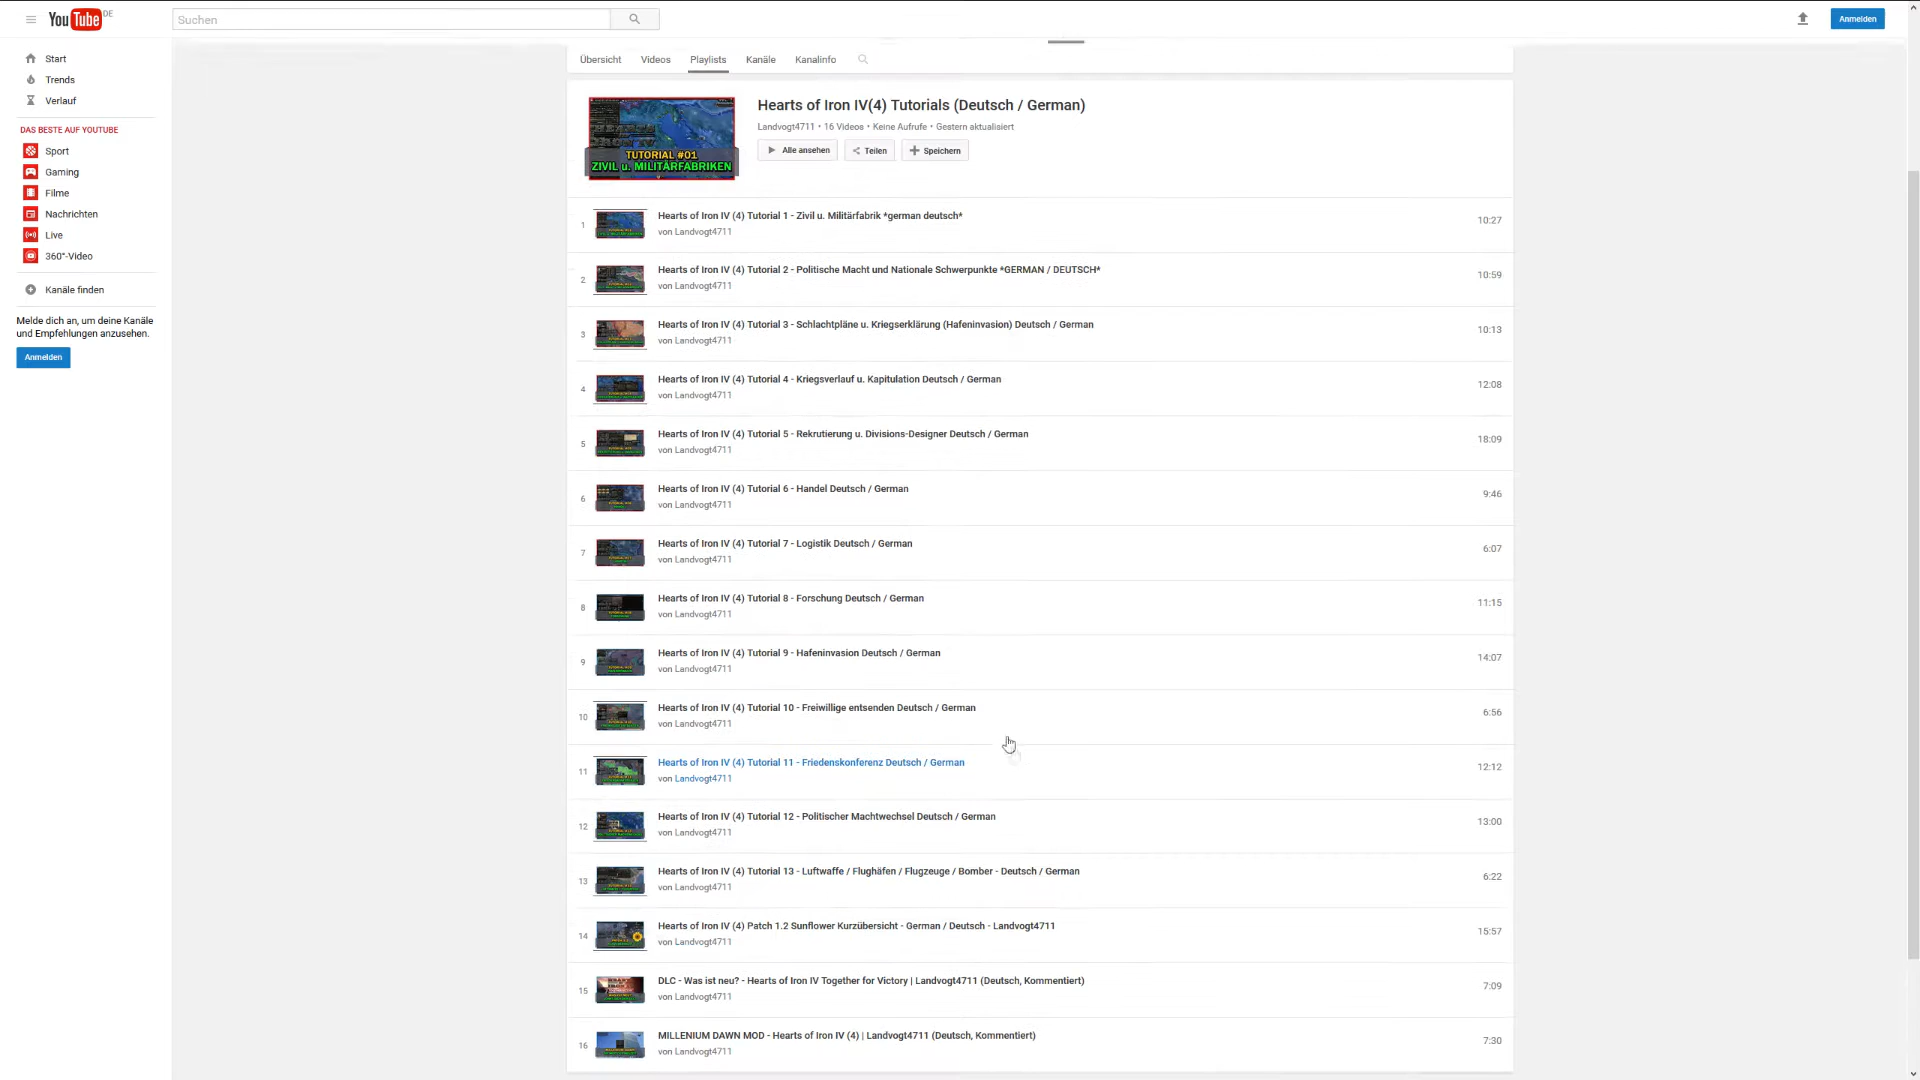 YouTube DE
Suchen
Anmelden
Start
Trends
Verlauf
DAS BESTE AUF YOUTUBE
Sport
Gaming
Filme
Nachrichten
Live
360°-Video
Kanäle finden
Melde dich an, um deine Kanäle
und Empfehlungen anzusehen.
Anmelden
Übersicht Videos Playlists Kanäle Kanalinfo
TUTORIAL #01
ZIVIL u. MILITÄRFABRIKEN
Hearts of Iron IV(4) Tutorials (Deutsch / German)
Landvogt4711 • 16 Videos • Keine Aufrufe • Gestern aktualisiert
Alle ansehen Teilen Speichern
1 Hearts of Iron IV (4) Tutorial 1 - Zivil u. Militärfabrik *german deutsch* 10:27
von Landvogt4711
2 Hearts of Iron IV (4) Tutorial 2 - Politische Macht und Nationale Schwerpunkte *GERMAN / DEUTSCH* 10:59
von Landvogt4711
3 Hearts of Iron IV (4) Tutorial 3 - Schlachtpläne u. Kriegserklärung (Hafeninvasion) Deutsch / German 10:13
von Landvogt4711
4 Hearts of Iron IV (4) Tutorial 4 - Kriegsverlauf u. Kapitulation Deutsch / German 12:08
von Landvogt4711
5 Hearts of Iron IV (4) Tutorial 5 - Rekrutierung u. Divisions-Designer Deutsch / German 18:09
von Landvogt4711
6 Hearts of Iron IV (4) Tutorial 6 - Handel Deutsch / German 9:46
von Landvogt4711
7 Hearts of Iron IV (4) Tutorial 7 - Logistik Deutsch / German 6:07
von Landvogt4711
8 Hearts of Iron IV (4) Tutorial 8 - Forschung Deutsch / German 11:15
von Landvogt4711
9 Hearts of Iron IV (4) Tutorial 9 - Hafeninvasion Deutsch / German 14:07
von Landvogt4711
10 Hearts of Iron IV (4) Tutorial 10 - Freiwillige entsenden Deutsch / German 6:56
von Landvogt4711
11 Hearts of Iron IV (4) Tutorial 11 - Friedenskonferenz Deutsch / German 12:12
von Landvogt4711
12 Hearts of Iron IV (4) Tutorial 12 - Politischer Machtwechsel Deutsch / German 13:00
von Landvogt4711
13 Hearts of Iron IV (4) Tutorial 13 - Luftwaffe / Flughäfen / Flugzeuge / Bomber - Deutsch / German 6:22
von Landvogt4711
14 Hearts of Iron IV (4) Patch 1.2 Sunflower Kurzübersicht - German / Deutsch - Landvogt4711 15:57
von Landvogt4711
15 DLC - Was ist neu? - Hearts of Iron IV Together for Victory | Landvogt4711 (Deutsch, Kommentiert) 7:09
von Landvogt4711
16 MILLENIUM DAWN MOD - Hearts of Iron IV (4) | Landvogt4711 (Deutsch, Kommentiert) 7:30
von Landvogt4711